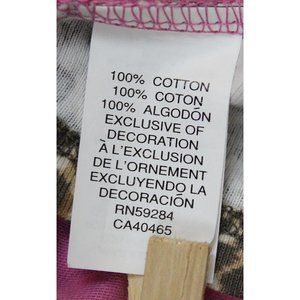 100% COTTON
100% COTON
100% ALGODÓN
EXCLUSIVE OF
DECORATION
À L'EXCLUSION
DE L'ORNEMENT
EXCLUYENDO LA
DECORACIÓN
RN59284
CA40465